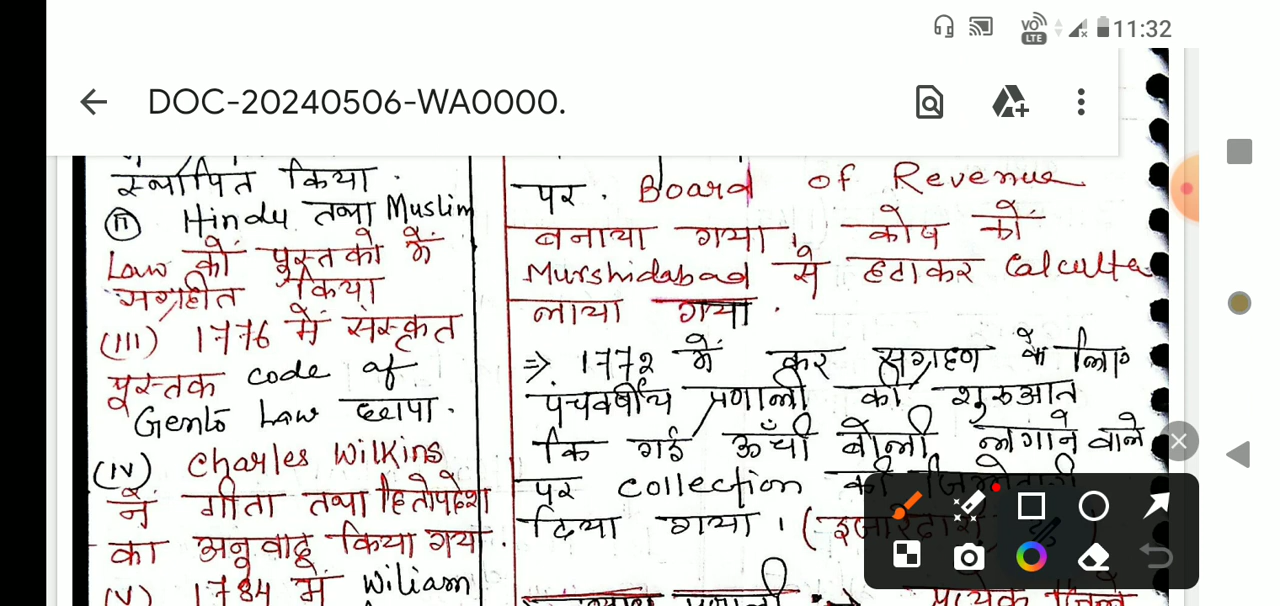 11:32
DOC-20240506-WA0000.
स्थापित किया.
(ii) Hindu तथा Muslim
Law को पुस्तको में
संग्रहीत किया
(III) 1776 में संस्कृत
पुस्तक code of
Gento Law छापा.
(IV) Charles Wilkins
ने गीता तथा हितोपदेश
का अनुवाद किया गया.
(V) 1784 में Wiliam
पर. Board of Revenue
बनाया गया, कोष को
Murshidabad से हटाकर Calcutta
लाया गया.
⇒ 1772 में कर संग्रहण के लिए
पंचवर्षीय प्रणाली की शुरुआत
कि गई ऊँची बोली लगाने वाले
पर collection की
दिया गया। (